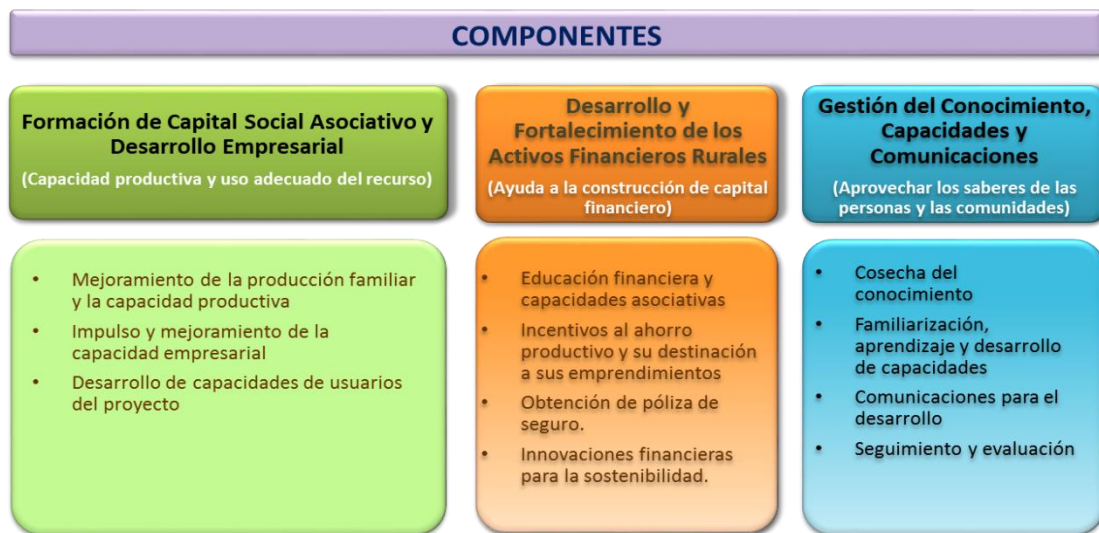 COMPONENTES
Formación de Capital Social Asociativo y
Desarrollo Empresarial
(Capacidad productiva y uso adecuado del recurso)
• Mejoramiento de la producción familiar
y la capacidad productiva
• Impulso y mejoramiento de la
capacidad empresarial
• Desarrollo de capacidades de usuarios
del proyecto
Desarrollo y
Fortalecimiento de los
Activos Financieros Rurales
(Ayuda a la construcción de capital
financiero)
• Educación financiera y
capacidades asociativas
• Incentivos al ahorro
productivo y su destinación
a sus emprendimientos
• Obtención de póliza de
seguro.
• Innovaciones financieras
para la sostenibilidad.
Gestión del Conocimiento,
Capacidades y
Comunicaciones
(Aprovechar los saberes de las
personas y las comunidades)
• Cosecha del
conocimiento
• Familiarización,
aprendizaje y desarrollo
de capacidades
• Comunicaciones para el
desarrollo
• Seguimiento y evaluación